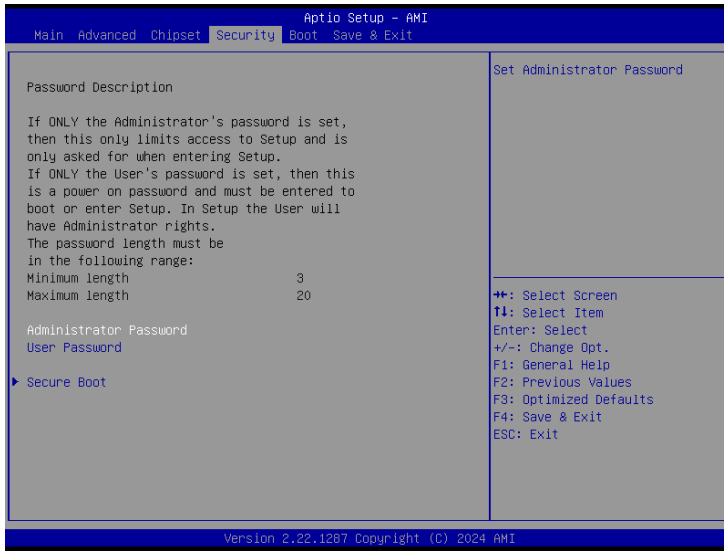 Aptio Setup – AMI
Main Advanced Chipset Security Boot Save & Exit
Password Description
If ONLY the Administrator's password is set,
then this only limits access to Setup and is
only asked for when entering Setup.
If ONLY the User's password is set, then this
is a power on password and must be entered to
boot or enter Setup. In Setup the User will
have Administrator rights.
The password length must be
in the following range:
Minimum length 3
Maximum length 20
Administrator Password
User Password
Secure Boot
Set Administrator Password
→←: Select Screen
↑↓: Select Item
Enter: Select
+/-: Change Opt.
F1: General Help
F2: Previous Values
F3: Optimized Defaults
F4: Save & Exit
ESC: Exit
Version 2.22.1287 Copyright (C) 2024 AMI